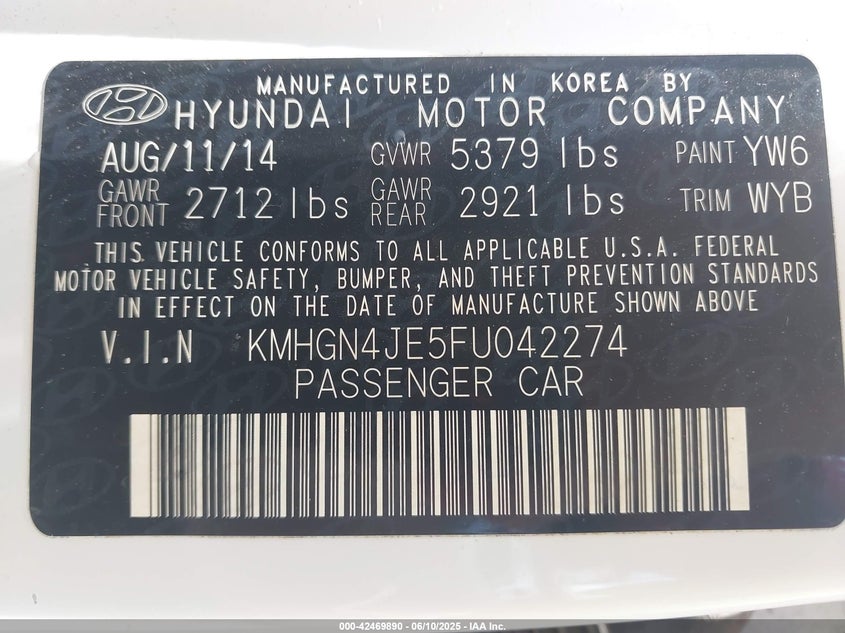 MANUFACTURED IN KOREA BY
HYUNDAI MOTOR COMPANY
AUG/11/14 GVWR 5379 lbs PAINT YW6
GAWR FRONT 2712 lbs GAWR REAR 2921 lbs TRIM WYB
THIS VEHICLE CONFORMS TO ALL APPLICABLE U.S.A. FEDERAL
MOTOR VEHICLE SAFETY, BUMPER, AND THEFT PREVENTION STANDARDS
IN EFFECT ON THE DATE OF MANUFACTURE SHOWN ABOVE
V.I.N KMHGN4JE5FU042274
PASSENGER CAR
000-42469890 - 06/10/2025 - IAA Inc.